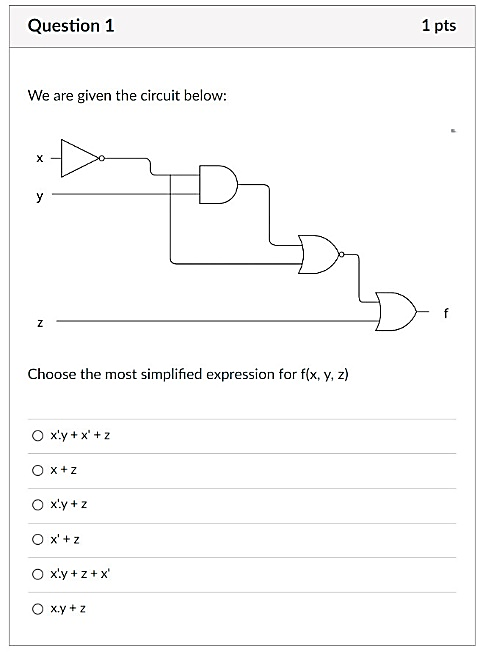 Question 1
1 pts
We are given the circuit below:
x
y
z
f
Choose the most simplified expression for f(x, y, z)
x'.y + x' + z
x + z
x'.y + z
x' + z
x'.y + z + x'
x.y + z